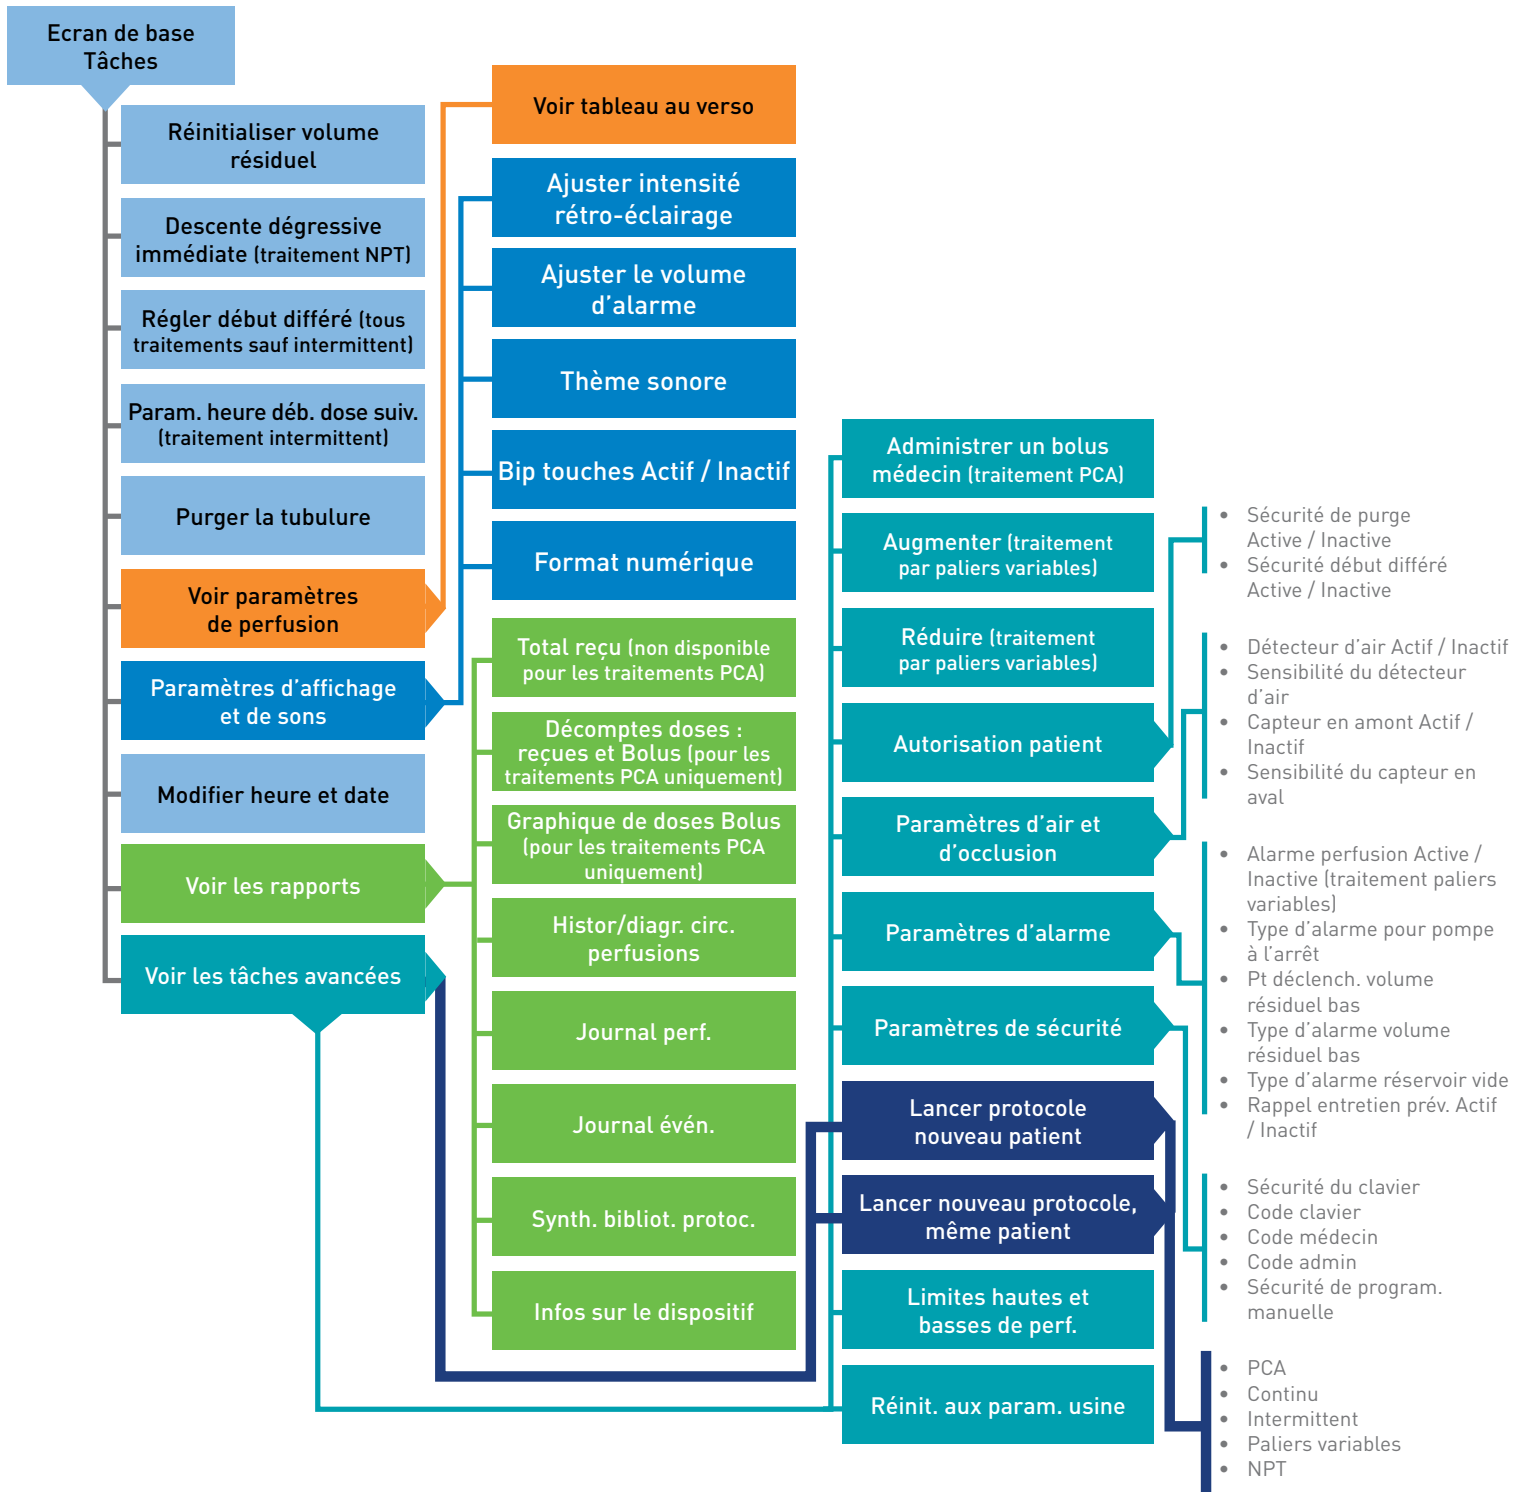 Ecran de base
Tâches
Réinitialiser volume
résiduel
Descente dégressive
immédiate (traitement NPT)
Régler début différé (tous
traitements sauf intermittent)
Param. heure déb. dose suiv.
(traitement intermittent)
Purger la tubulure
Voir paramètres
de perfusion
Paramètres d’affichage
et de sons
Modifier heure et date
Voir les rapports
Voir les tâches avancées
Voir tableau au verso
Ajuster intensité
rétro-éclairage
Ajuster le volume
d’alarme
Thème sonore
Bip touches Actif / Inactif
Format numérique
Total reçu (non disponible
pour les traitements PCA)
Décomptes doses :
reçues et Bolus (pour les
traitements PCA uniquement)
Graphique de doses Bolus
(pour les traitements PCA
uniquement)
Histor/diagr. circ.
perfusions
Journal perf.
Journal évén.
Synth. bibliot. protoc.
Infos sur le dispositif
Administrer un bolus
médecin (traitement PCA)
Augmenter (traitement
par paliers variables)
Réduire (traitement
par paliers variables)
Autorisation patient
Paramètres d’air et
d’occlusion
Paramètres d’alarme
Paramètres de sécurité
Lancer protocole
nouveau patient
Lancer nouveau protocole,
même patient
Limites hautes et
basses de perf.
Réinit. aux param. usine
• Sécurité de purge
Active / Inactive
• Sécurité début différé
Active / Inactive
• Détecteur d’air Actif / Inactif
• Sensibilité du détecteur
d’air
• Capteur en amont Actif /
Inactif
• Sensibilité du capteur en
aval
• Alarme perfusion Active /
Inactive (traitement paliers
variables)
• Type d’alarme pour pompe
à l’arrêt
• Pt déclench. volume
résiduel bas
• Type d’alarme volume
résiduel bas
• Type d’alarme réservoir vide
• Rappel entretien prév. Actif
/ Inactif
• Sécurité du clavier
• Code clavier
• Code médecin
• Code admin
• Sécurité de program.
manuelle
• PCA
• Continu
• Intermittent
• Paliers variables
• NPT